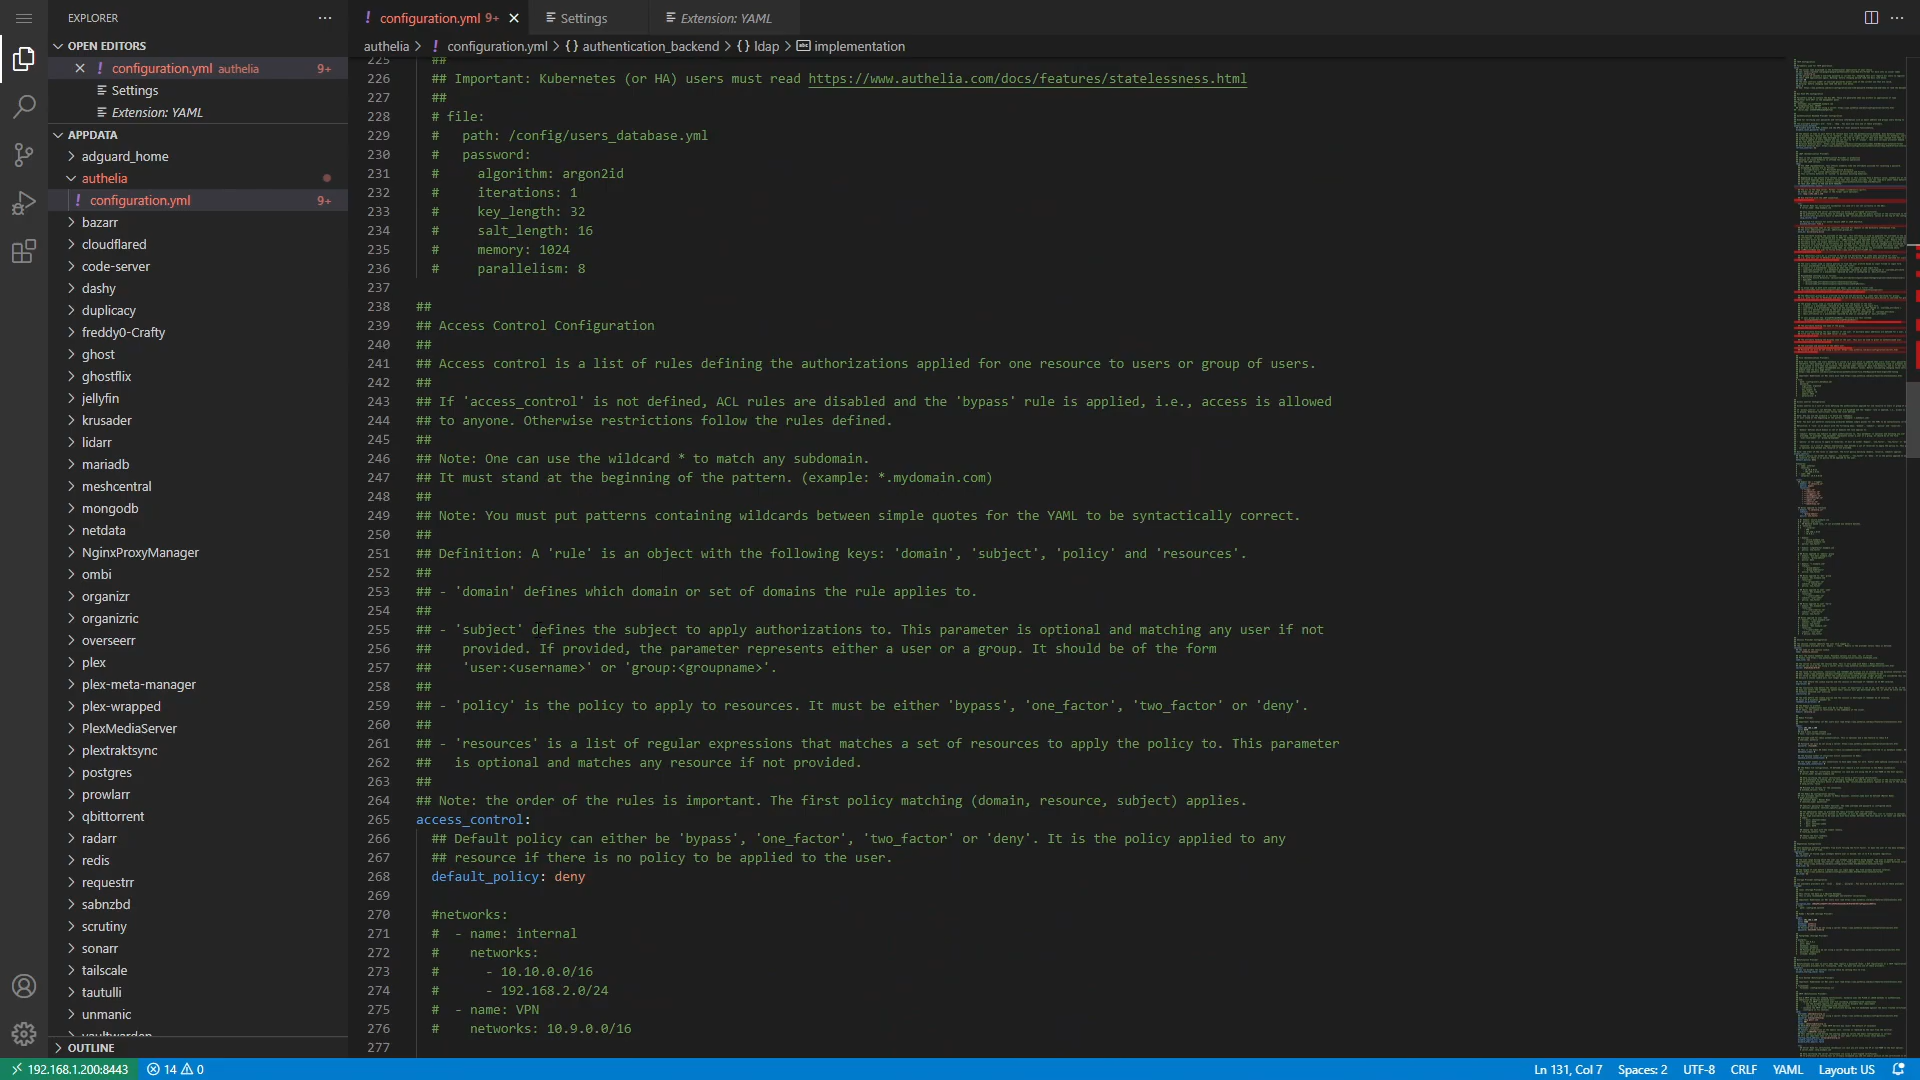 EXPLORER
OPEN EDITORS
configuration.yml authelia 9+
Settings
Extension: YAML
APPDATA
adguard_home
authelia
configuration.yml 9+
bazarr
cloudflared
code-server
dashy
duplicacy
freddy0-Crafty
ghost
ghostflix
jellyfin
krusader
lidarr
mariadb
meshcentral
mongodb
netdata
NginxProxyManager
ombi
organizr
organizric
overseerr
plex
plex-meta-manager
plex-wrapped
PlexMediaServer
plextraktsync
postgres
prowlarr
qbittorrent
radarr
redis
requestrr
sabnzbd
scrutiny
sonarr
tailscale
tautulli
unmanic
vaultwarden
OUTLINE
configuration.yml 9+
Settings
Extension: YAML
authelia > configuration.yml > {} authentication_backend > {} ldap > implementation
225 ##
226 ## Important: Kubernetes (or HA) users must read https://www.authelia.com/docs/features/statelessness.html
227 ##
228 # file:
229 # path: /config/users_database.yml
230 # password:
231 # algorithm: argon2id
232 # iterations: 1
233 # key_length: 32
234 # salt_length: 16
235 # memory: 1024
236 # parallelism: 8
237
238 ##
239 ## Access Control Configuration
240 ##
241 ## Access control is a list of rules defining the authorizations applied for one resource to users or group of users.
242 ##
243 ## If 'access_control' is not defined, ACL rules are disabled and the 'bypass' rule is applied, i.e., access is allowed
244 ## to anyone. Otherwise restrictions follow the rules defined.
245 ##
246 ## Note: One can use the wildcard * to match any subdomain.
247 ## It must stand at the beginning of the pattern. (example: *.mydomain.com)
248 ##
249 ## Note: You must put patterns containing wildcards between simple quotes for the YAML to be syntactically correct.
250 ##
251 ## Definition: A 'rule' is an object with the following keys: 'domain', 'subject', 'policy' and 'resources'.
252 ##
253 ## - 'domain' defines which domain or set of domains the rule applies to.
254 ##
255 ## - 'subject' defines the subject to apply authorizations to. This parameter is optional and matching any user if not
256 ## provided. If provided, the parameter represents either a user or a group. It should be of the form
257 ## 'user:<username>' or 'group:<groupname>'.
258 ##
259 ## - 'policy' is the policy to apply to resources. It must be either 'bypass', 'one_factor', 'two_factor' or 'deny'.
260 ##
261 ## - 'resources' is a list of regular expressions that matches a set of resources to apply the policy to. This parameter
262 ## is optional and matches any resource if not provided.
263 ##
264 ## Note: the order of the rules is important. The first policy matching (domain, resource, subject) applies.
265 access_control:
266 ## Default policy can either be 'bypass', 'one_factor', 'two_factor' or 'deny'. It is the policy applied to any
267 ## resource if there is no policy to be applied to the user.
268 default_policy: deny
269
270 #networks:
271 # - name: internal
272 # networks:
273 # - 10.10.0.0/16
274 # - 192.168.2.0/24
275 # - name: VPN
276 # networks: 10.9.0.0/16
277
192.168.1.200:8443 14 0 Ln 131, Col 7 Spaces: 2 UTF-8 CRLF YAML Layout: US